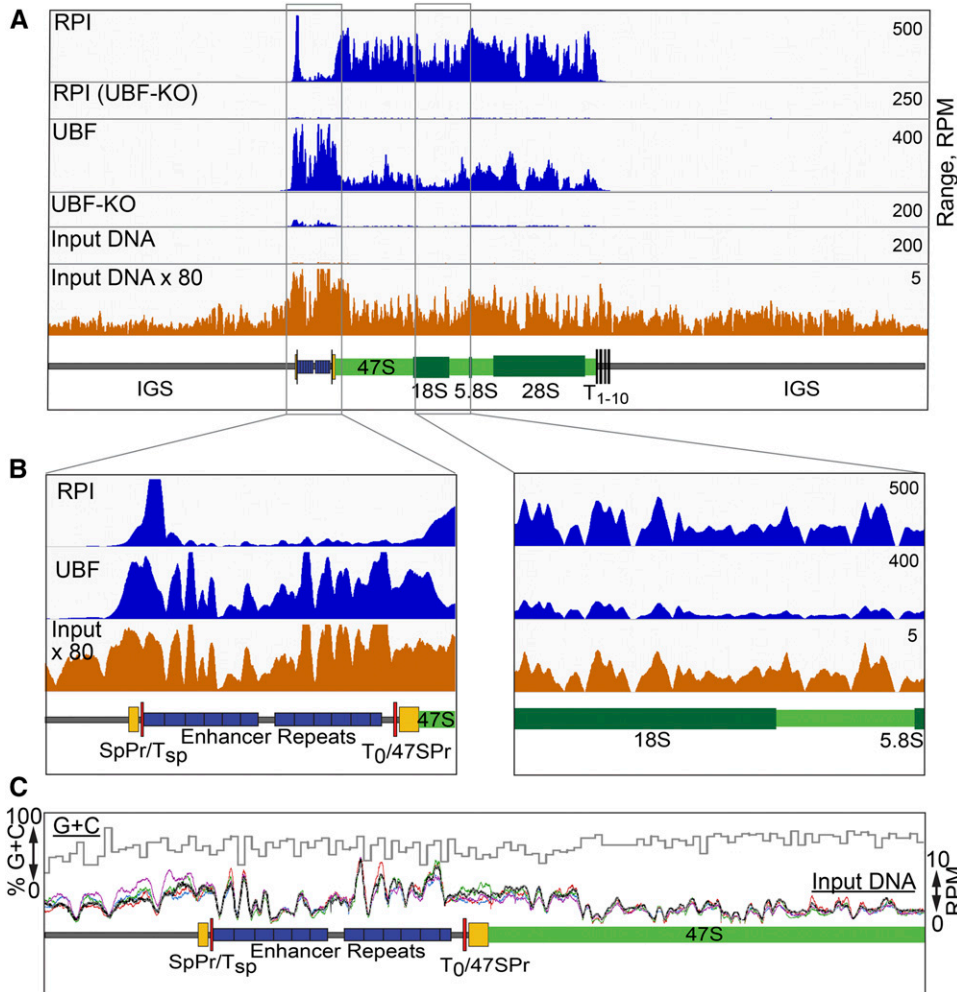 A
RPI
500
RPI (UBF-KO)
250
UBF
400
UBF-KO
200
Input DNA
200
Input DNA x 80
5
Range, RPM
47S
IGS
18S
5.8S
28S
T1-10
IGS
B
RPI
UBF
Input
x 80
47S
SpPr/Tsp
Enhancer Repeats
T0/47SPr
500
400
5
18S
5.8S
C
100
% G+C
0
G+C
Input DNA
10
RPM
0
47S
SpPr/Tsp
Enhancer Repeats
T0/47SPr